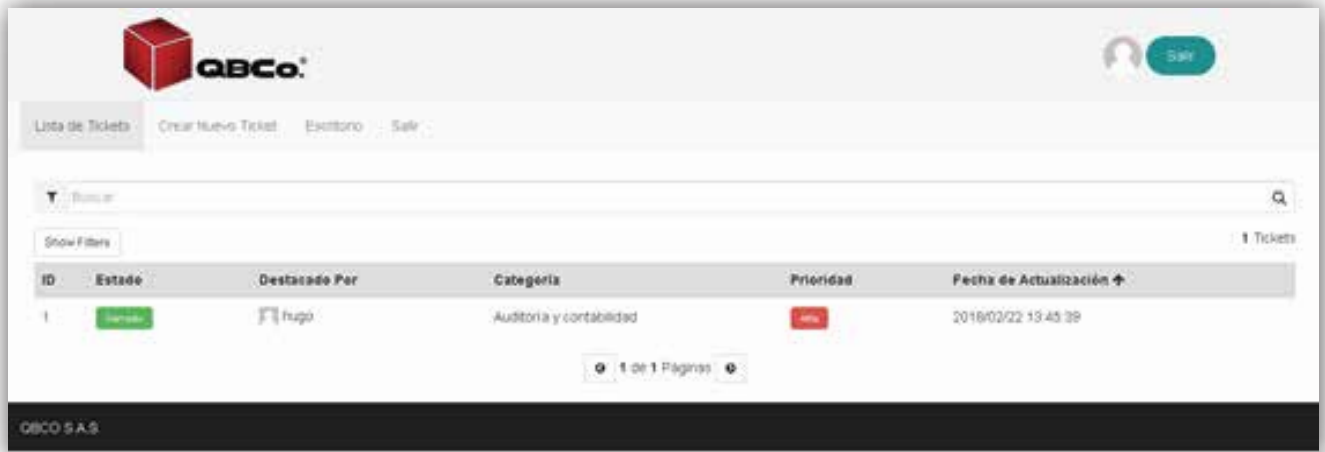 QBCo.®
Salir
Lista de Tickets Crear Nuevo Ticket Escritorio Salir
Buscar
Show Filters
1 Tickets
ID Estado Destacado Por Categoría Prioridad Fecha de Actualización
1 Cerrado hugo Auditoria y contabilidad Alta 2018/02/22 13:45:39
1 de 1 Páginas
QBCO S.A.S